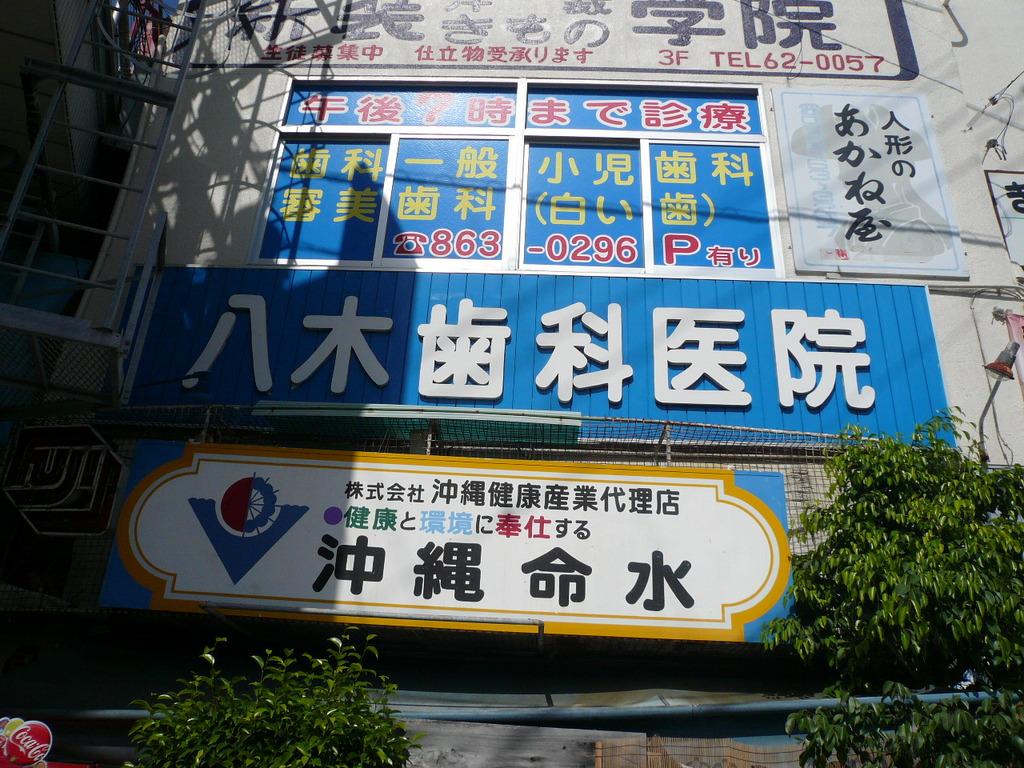 新装きもの学院
生徒募集中 仕立物受承ります 3F TEL62-0057
午後7時まで診療
歯科一般 小児歯科
審美歯科 (白い歯)
☎863-0296 P有り
人形の
あかね屋
八木歯科医院
株式会社 沖縄健康産業代理店
●健康と環境に奉仕する
沖縄命水
Coca-Cola